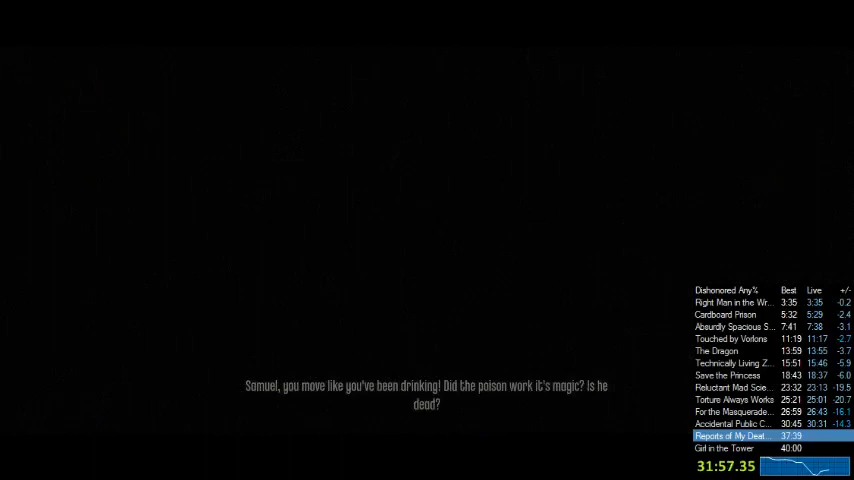 Samuel, you move like you've been drinking! Did the poison work it's magic? Is he
dead?
Dishonored Any% Best Live +/-
Right Man in the Wr... 3:35 3:35 -0.2
Cardboard Prison 5:32 5:29 -2.4
Absurdly Spacious S... 7:41 7:38 -3.1
Touched by Vorlons 11:19 11:17 -2.7
The Dragon 13:59 13:55 -3.7
Technically Living Z... 15:51 15:46 -5.9
Save the Princess 18:43 18:37 -6.0
Reluctant Mad Scie... 23:32 23:13 -19.5
Torture Always Works 25:21 25:01 -20.7
For the Masquerade... 26:59 26:43 -16.1
Accidental Public C... 30:45 30:31 -14.3
Reports of My Deat... 37:39
Girl in the Tower 40:00
31:57.35